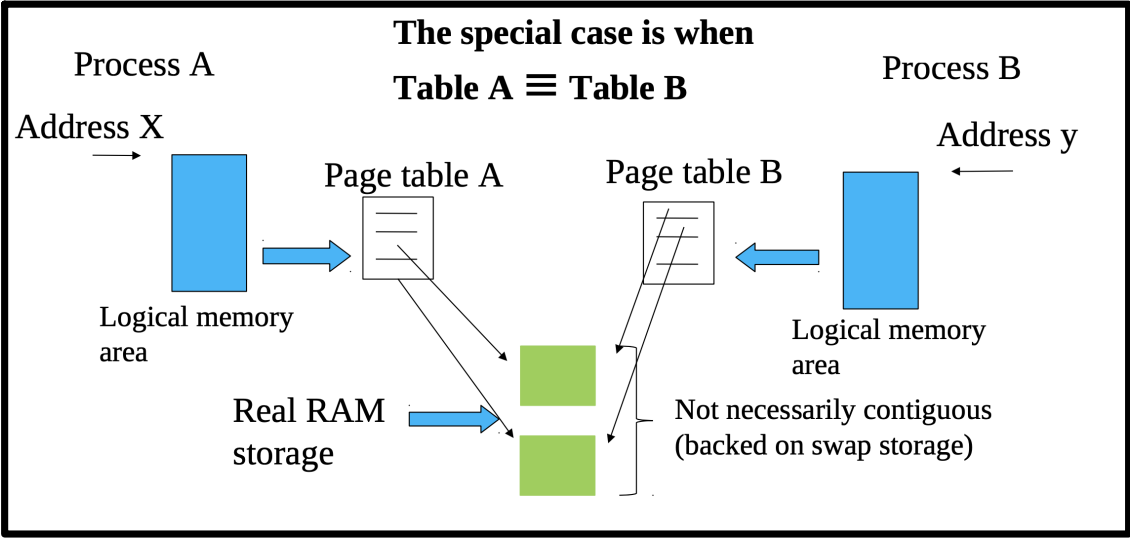 The special case is when
Table A ≡ Table B
Process A
Process B
Address X
Address y
Page table A
Page table B
Logical memory
area
Logical memory
area
Real RAM
storage
Not necessarily contiguous
(backed on swap storage)